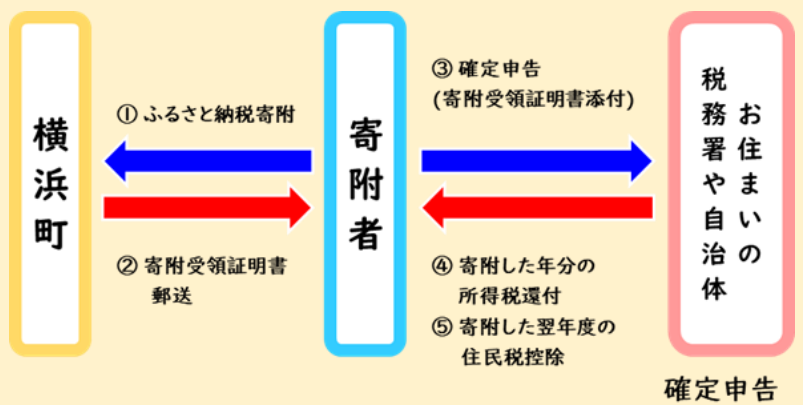 横浜町
① ふるさと納税寄附
② 寄附受領証明書
郵送
寄附者
③ 確定申告
(寄附受領証明書添付)
④ 寄附した年分の
所得税還付
⑤ 寄附した翌年度の
住民税控除
お住まいの
税務署や自治体
確定申告